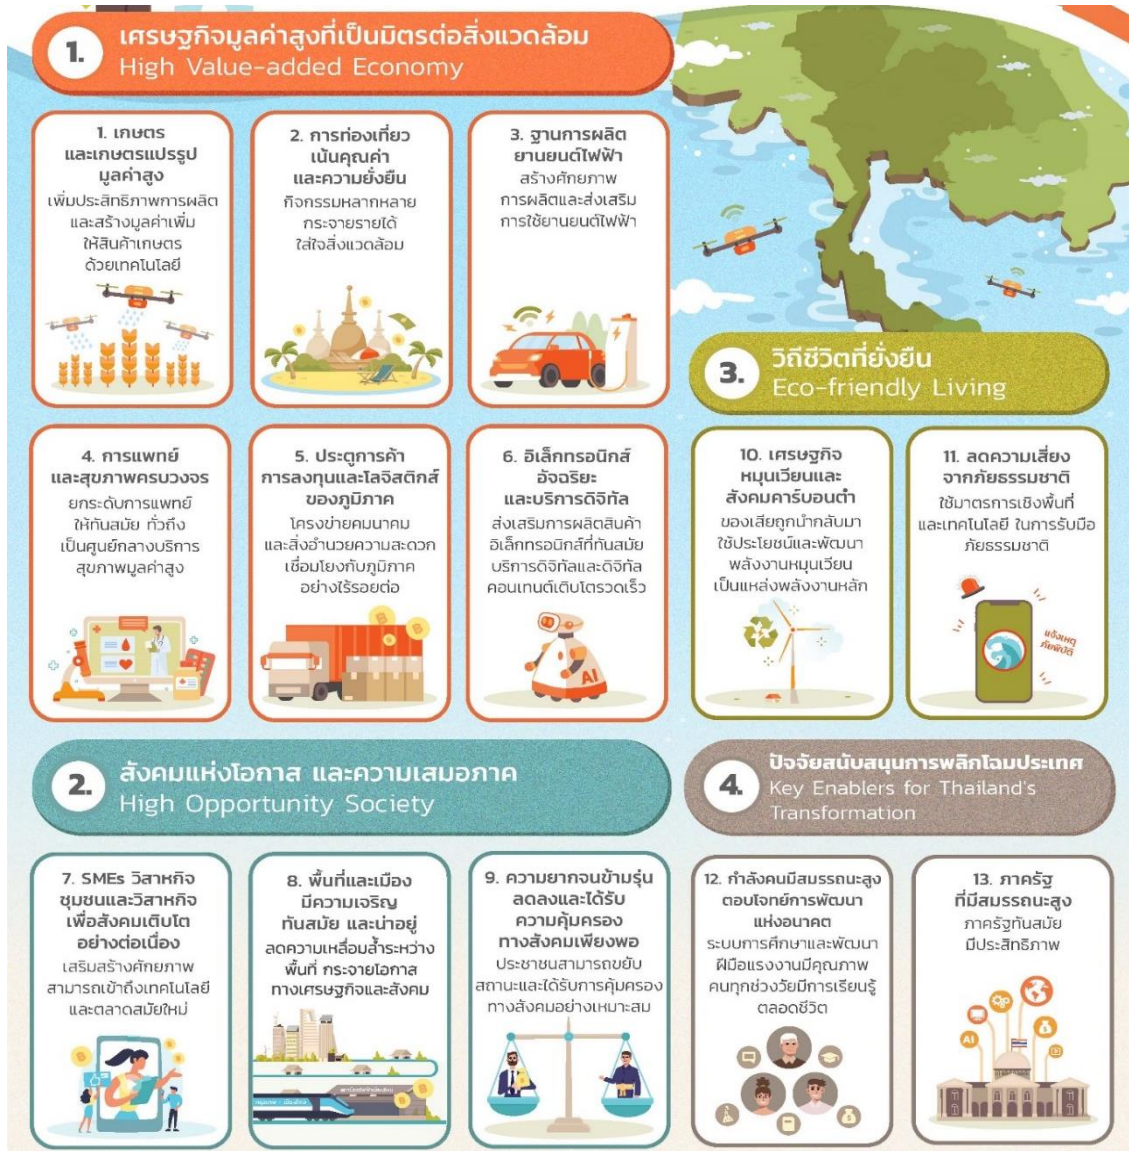 1.
เศรษฐกิจมูลค่าสูงที่เป็นมิตรต่อสิ่งแวดล้อม
High Value-added Economy
1. เกษตร
และเกษตรแปรรูป
มูลค่าสูง
เพิ่มประสิทธิภาพการผลิต
และสร้างมูลค่าเพิ่ม
ให้สินค้าเกษตร
ด้วยเทคโนโลยี
2. การท่องเที่ยว
เน้นคุณค่า
และความยั่งยืน
กิจกรรมหลากหลาย
กระจายรายได้
ใส่ใจสิ่งแวดล้อม
3. ฐานการผลิต
ยานยนต์ไฟฟ้า
สร้างศักยภาพ
การผลิตและส่งเสริม
การใช้ยานยนต์ไฟฟ้า
4. การแพทย์
และสุขภาพครบวงจร
ยกระดับการแพทย์
ให้ทันสมัย ทั่วถึง
เป็นศูนย์กลางบริการ
สุขภาพมูลค่าสูง
5. ประตูการค้า
การลงทุนและโลจิสติกส์
ของภูมิภาค
โครงข่ายคมนาคม
และสิ่งอำนวยความสะดวก
เชื่อมโยงกับภูมิภาค
อย่างไร้รอยต่อ
6. อิเล็กทรอนิกส์
อัจฉริยะ
และบริการดิจิทัล
ส่งเสริมการผลิตสินค้า
อิเล็กทรอนิกส์ที่ทันสมัย
บริการดิจิทัลและดิจิทัล
คอนเทนต์เติบโตรวดเร็ว
AI
3.
วิถีชีวิตที่ยั่งยืน
Eco-friendly Living
10. เศรษฐกิจ
หมุนเวียนและ
สังคมคาร์บอนต่ำ
ของเสียถูกนำกลับมา
ใช้ประโยชน์และพัฒนา
พลังงานหมุนเวียน
เป็นแหล่งพลังงานหลัก
11. ลดความเสี่ยง
จากภัยธรรมชาติ
ใช้มาตรการเชิงพื้นที่
และเทคโนโลยี ในการรับมือ
ภัยธรรมชาติ
แจ้งเหตุ
ภัยพิบัติ
2.
สังคมแห่งโอกาส และความเสมอภาค
High Opportunity Society
7. SMEs วิสาหกิจ
ชุมชนและวิสาหกิจ
เพื่อสังคมเติบโต
อย่างต่อเนื่อง
เสริมสร้างศักยภาพ
สามารถเข้าถึงเทคโนโลยี
และตลาดสมัยใหม่
8. พื้นที่และเมือง
มีความเจริญ
ทันสมัย และน่าอยู่
ลดความเหลื่อมล้ำระหว่าง
พื้นที่ กระจายโอกาส
ทางเศรษฐกิจและสังคม
9. ความยากจนข้ามรุ่น
ลดลงและได้รับ
ความคุ้มครอง
ทางสังคมเพียงพอ
ประชาชนสามารถขยับ
สถานะและได้รับการคุ้มครอง
ทางสังคมอย่างเหมาะสม
4.
ปัจจัยสนับสนุนการพลิกโฉมประเทศ
Key Enablers for Thailand's
Transformation
12. กำลังคนมีสมรรถนะสูง
ตอบโจทย์การพัฒนา
แห่งอนาคต
ระบบการศึกษาและพัฒนา
ฝีมือแรงงานมีคุณภาพ
คนทุกช่วงวัยมีการเรียนรู้
ตลอดชีวิต
13. ภาครัฐ
ที่มีสมรรถนะสูง
ภาครัฐทันสมัย
มีประสิทธิภาพ
AI